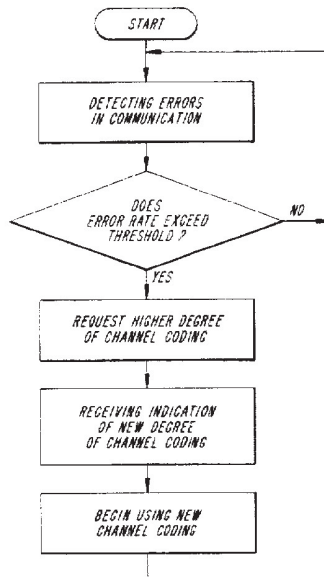 START
DETECTING ERRORS
IN COMMUNICATION
DOES
ERROR RATE EXCEED
THRESHOLD ?
NO
YES
REQUEST HIGHER DEGREE
OF CHANNEL CODING
RECEIVING INDICATION
OF NEW DEGREE
OF CHANNEL CODING
BEGIN USING NEW
CHANNEL CODING